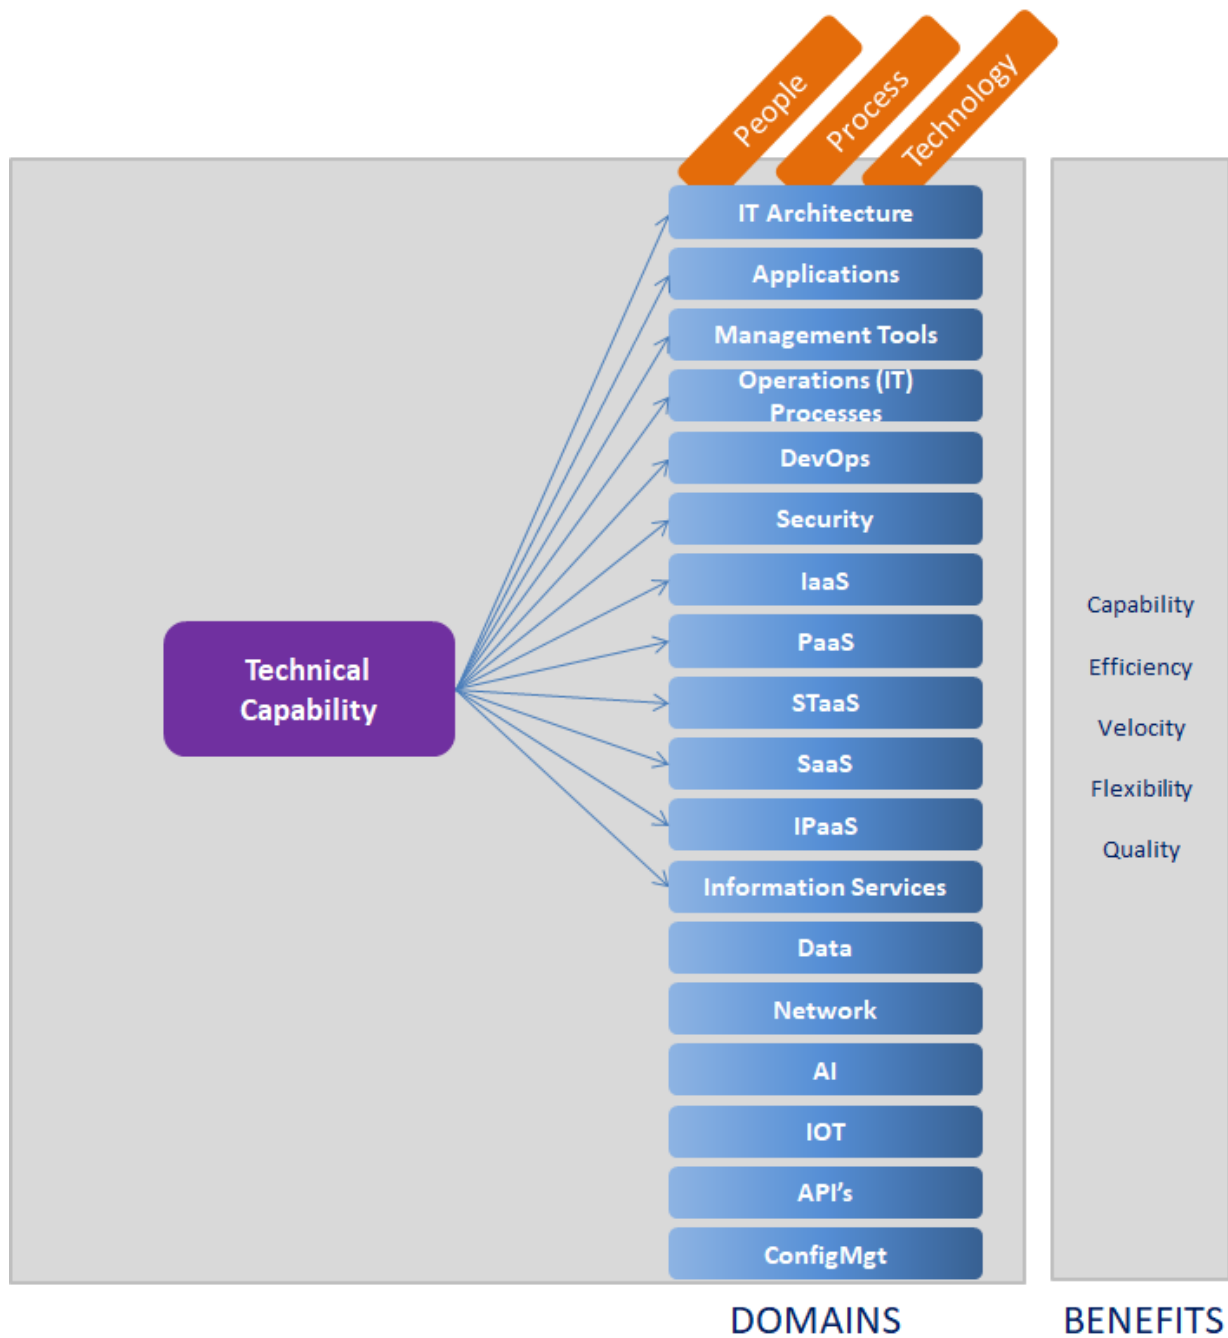 People
Process
Technology
IT Architecture
Applications
Management Tools
Operations (IT)
Processes
DevOps
Security
IaaS
PaaS
STaaS
SaaS
IPaaS
Information Services
Data
Network
AI
IOT
API’s
ConfigMgt
Technical
Capability
Capability
Efficiency
Velocity
Flexibility
Quality
DOMAINS
BENEFITS